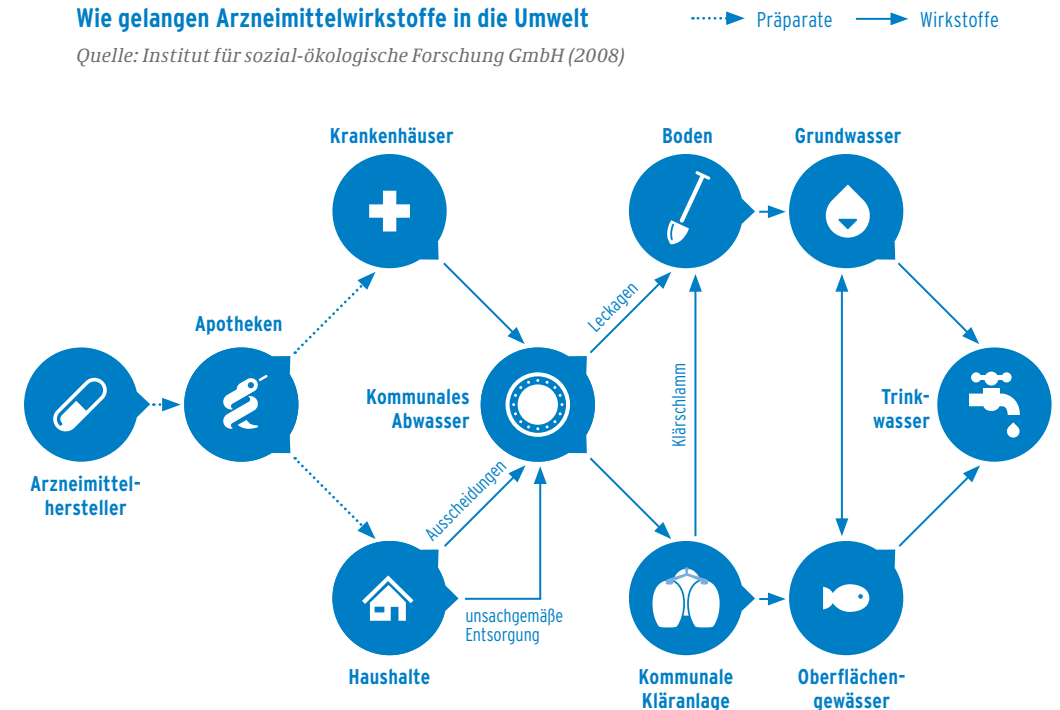 Wie gelangen Arzneimittelwirkstoffe in die Umwelt
Präparate
Wirkstoffe
Quelle: Institut für sozial-ökologische Forschung GmbH (2008)
Krankenhäuser
Boden
Grundwasser
Leckagen
Apotheken
Kommunales
Abwasser
Klärschlamm
Trink-
wasser
Arzneimittel-
hersteller
Ausscheidungen
unsachgemäße
Entsorgung
Haushalte
Kommunale
Kläranlage
Oberflächen-
gewässer